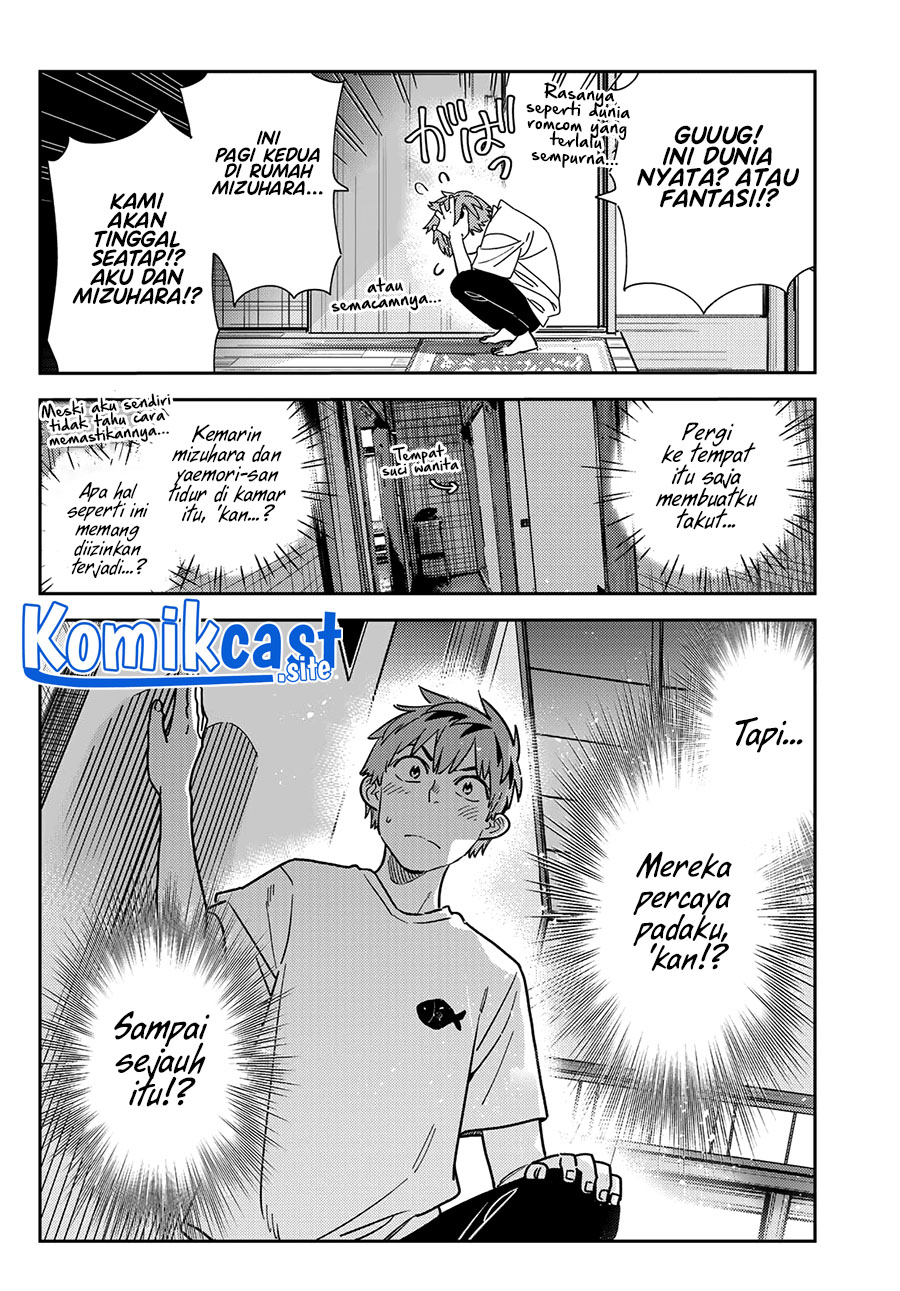 GUUUG!
INI DUNIA
NYATA? ATAU
FANTASI!?
Rasanya
seperti dunia
romcom yang
terlalu
sempurna...
がばっ
atau
semacamnya...
INI
PAGI KEDUA
DI RUMAH
MIZUHARA...
KAMI
AKAN
TINGGAL
SEATAP!?
AKU DAN
MIZUHARA!?
Pergi
ke tempat
itu saja
membuatku
takut...
Tempat
suci wanita
Kemarin
mizuhara dan
yaemori-san
tidur di kamar
itu, 'kan...?
Meski aku sendiri
tidak tahu cara
memastikannya...
Apa hal
seperti ini
memang
diizinkan
terjadi...?
Komikcast
.site
Tapi...
Mereka
percaya
padaku,
'kan!?
Sampai
sejauh
itu!?